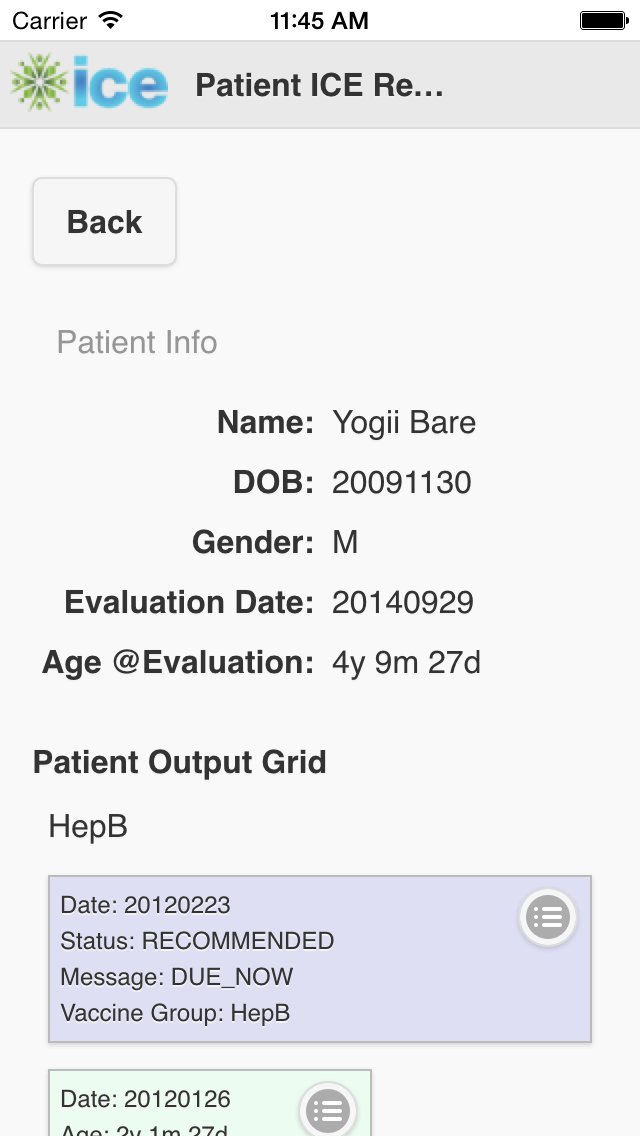 Carrier 11:45 AM
ice Patient ICE Re...
Back
Patient Info
Name: Yogii Bare
DOB: 20091130
Gender: M
Evaluation Date: 20140929
Age @Evaluation: 4y 9m 27d
Patient Output Grid
HepB
Date: 20120223
Status: RECOMMENDED
Message: DUE_NOW
Vaccine Group: HepB
Date: 20120126
Age: 2y 1m 27d